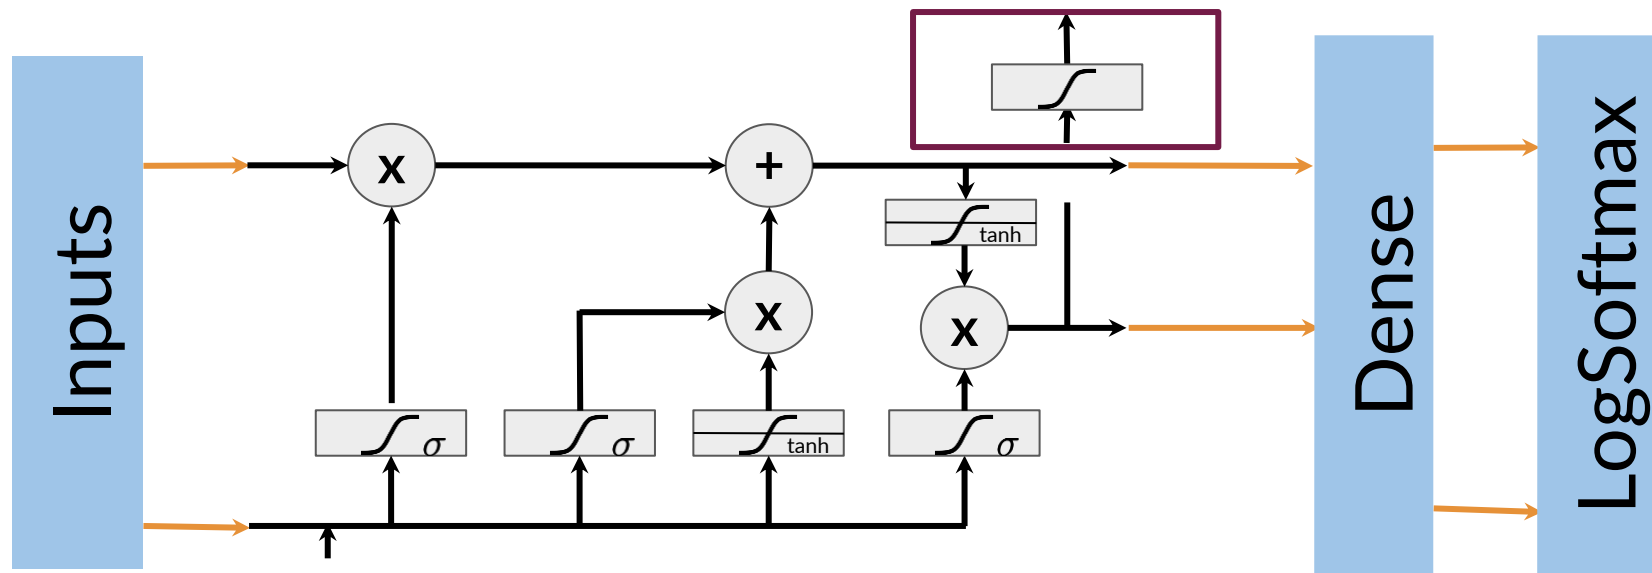 Inputs
x
+
tanh
x
x
σ
σ
tanh
σ
Dense
LogSoftmax